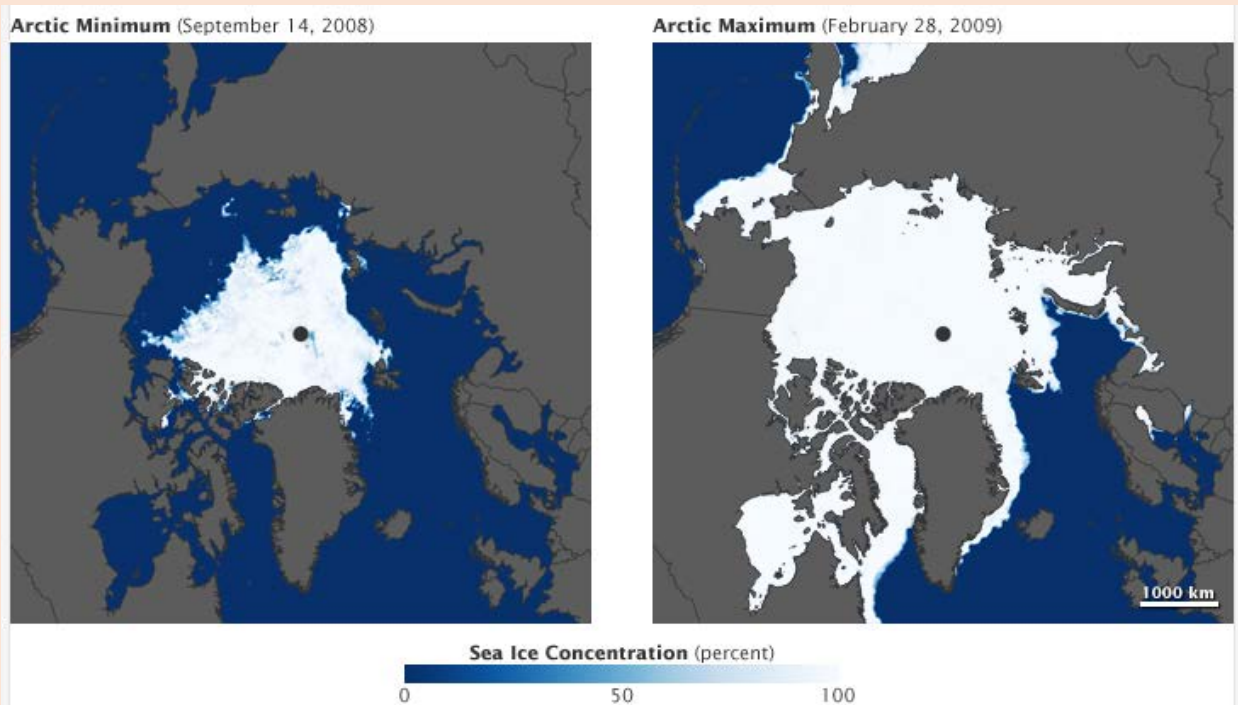 Arctic Minimum (September 14, 2008)
Arctic Maximum (February 28, 2009)
1000 km
Sea Ice Concentration (percent)
0 50 100